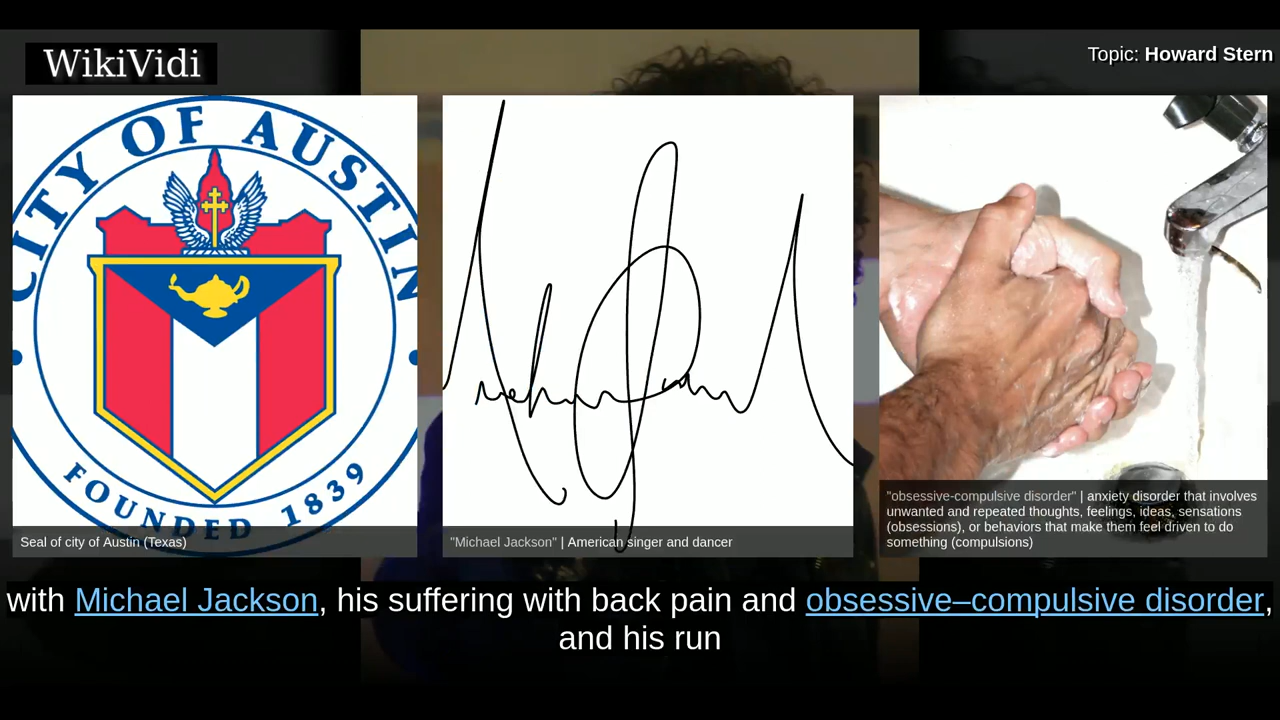 WikiVidi
Topic: Howard Stern
CITY OF AUSTIN
FOUNDED 1839
Seal of city of Austin (Texas)
"Michael Jackson" | American singer and dancer
"obsessive-compulsive disorder" | anxiety disorder that involves
unwanted and repeated thoughts, feelings, ideas, sensations
(obsessions), or behaviors that make them feel driven to do
something (compulsions)
with Michael Jackson, his suffering with back pain and obsessive–compulsive disorder,
and his run